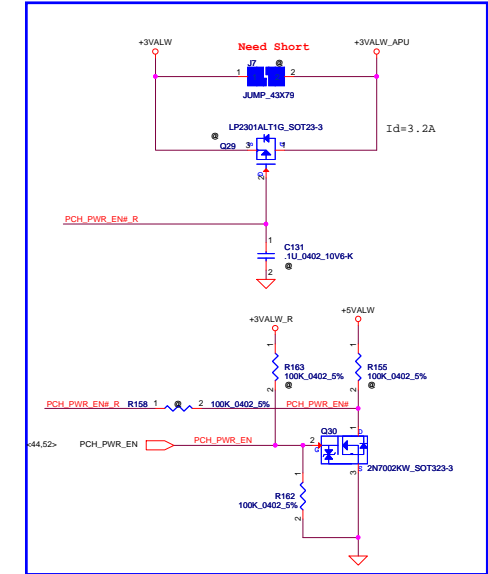 +3VALW
Need Short
+3VALW_APU
J7
@
1
2
JUMP_43X79
LP2301ALT1G_SOT23-3
@
Q29
3
1
Id=3.2A
2
PCH_PWR_EN#_R
1
C131
.1U_0402_10V6-K
@
2
+3VALW_R
+5VALW
1
R163
100K_0402_5%
@
2
1
R155
100K_0402_5%
@
2
PCH_PWR_EN#_R
R158
1
@
2
100K_0402_5%
PCH_PWR_EN#
<44,52>
PCH_PWR_EN
PCH_PWR_EN
Q30
1
D
2
G
3
S
2N7002KW_SOT323-3
1
R162
100K_0402_5%
2